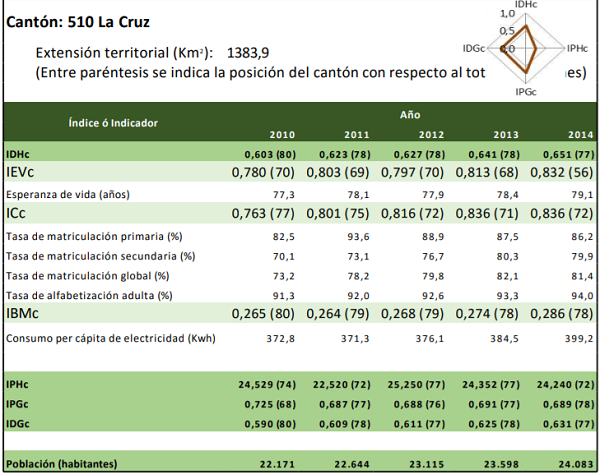 Cantón: 510 La Cruz
IDHc
1,0
0,8
0,6
0,4
0,2
IDGc
IPHc
IPGc
Extensión territorial (Km²): 1383,9
(Entre paréntesis se indica la posición del cantón con respecto al tot es)
Índice ó Indicador Año
2010 2011 2012 2013 2014
IDHc 0,603 (80) 0,623 (78) 0,627 (78) 0,641 (78) 0,651 (77)
IEVc 0,780 (70) 0,803 (69) 0,797 (70) 0,813 (68) 0,832 (56)
Esperanza de vida (años) 77,3 78,1 77,9 78,4 79,1
ICc 0,763 (77) 0,801 (75) 0,816 (72) 0,836 (71) 0,836 (72)
Tasa de matriculación primaria (%) 82,5 93,6 88,9 87,5 86,2
Tasa de matriculación secundaria (%) 70,1 73,1 76,7 80,3 79,9
Tasa de matriculación global (%) 73,2 78,2 79,8 82,1 81,4
Tasa de alfabetización adulta (%) 91,3 92,0 92,6 93,3 94,0
IBMc 0,265 (80) 0,264 (79) 0,268 (79) 0,274 (78) 0,286 (78)
Consumo per cápita de electricidad (Kwh) 372,8 371,3 376,1 384,5 399,2
IPHc 24,529 (74) 22,520 (72) 25,250 (77) 24,352 (77) 24,240 (72)
IPGc 0,725 (68) 0,687 (77) 0,688 (76) 0,691 (77) 0,689 (78)
IDGc 0,590 (80) 0,609 (78) 0,611 (77) 0,625 (78) 0,631 (77)
Población (habitantes) 22.171 22.644 23.115 23.598 24.083